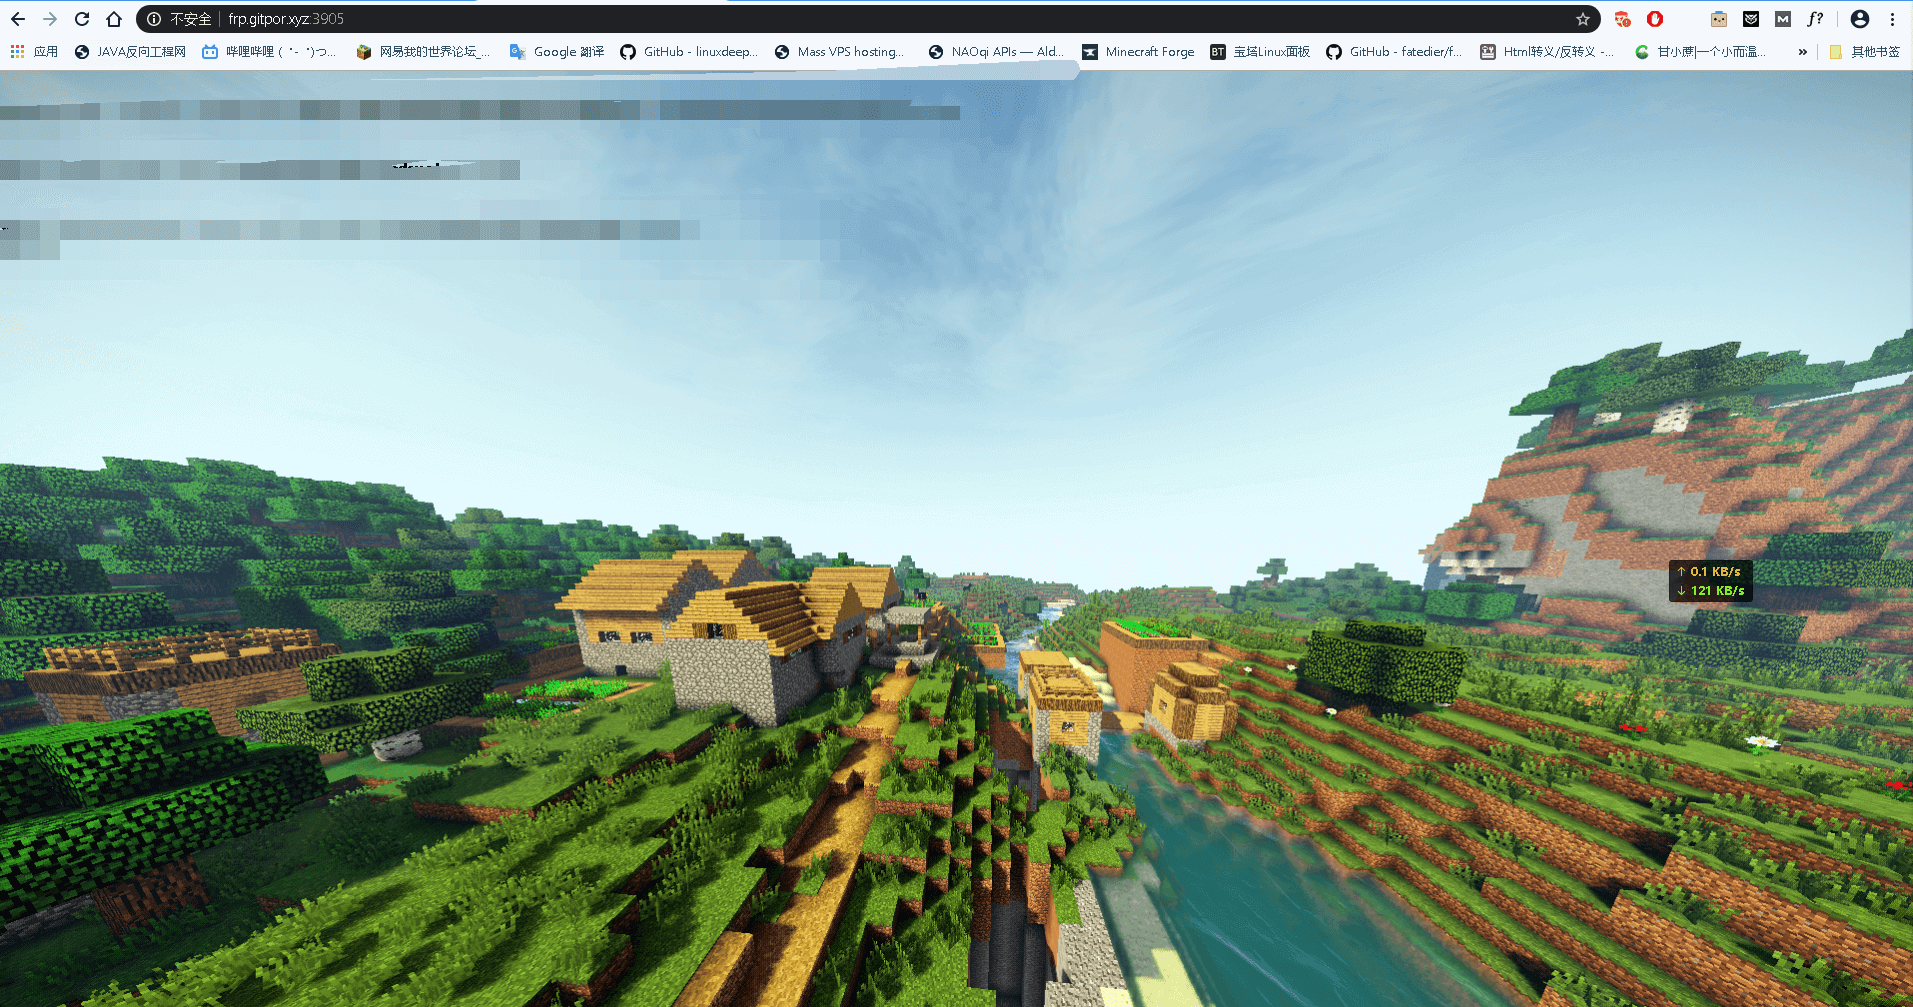 不安全 frp.gitpor.xyz:3905
应用 JAVA反向工程网 哔哩哔哩 ( ゜- ゜)つ... 网易我的世界论坛_... Google 翻译 GitHub - linuxdeep... Mass VPS hosting... NAOqi APIs — Ald... Minecraft Forge BT 宝塔Linux面板 GitHub - fatedier/f... Html转义/反转义 -... 甘小蔗|一个小而温... » 其他书签
↑ 0.1 KB/s
↓ 121 KB/s